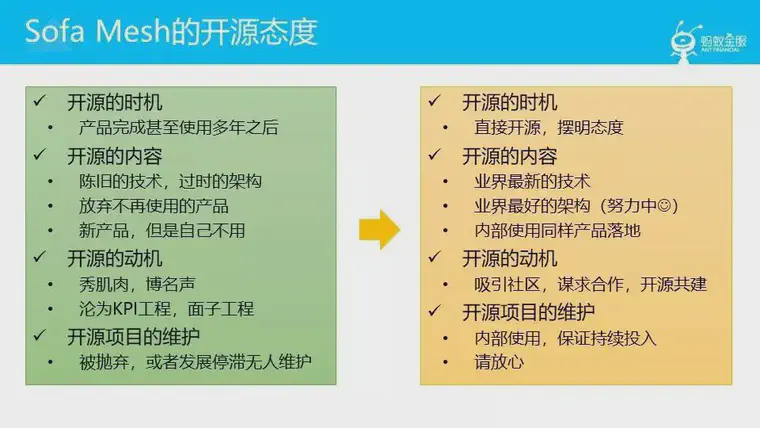 Sofa Mesh的开源态度
蚂蚁金服
ANT FINANCIAL
✓ 开源的时机
• 产品完成甚至使用多年之后
✓ 开源的内容
• 陈旧的技术，过时的架构
• 放弃不再使用的产品
• 新产品，但是自己不用
✓ 开源的动机
• 秀肌肉，博名声
• 沦为KPI工程，面子工程
✓ 开源项目的维护
• 被抛弃，或者发展停滞无人维护
✓ 开源的时机
• 直接开源，摆明态度
✓ 开源的内容
• 业界最新的技术
• 业界最好的架构（努力中☺）
• 内部使用同样产品落地
✓ 开源的动机
• 吸引社区，谋求合作，开源共建
✓ 开源项目的维护
• 内部使用，保证持续投入
• 请放心